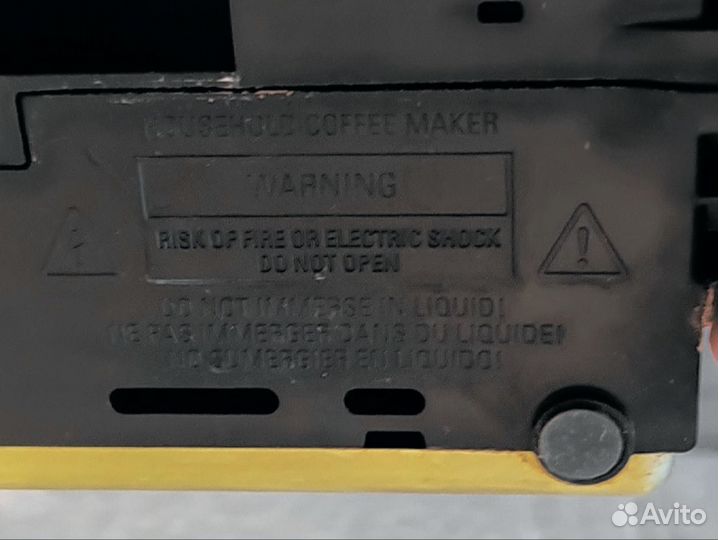 HOUSEHOLD COFFEE MAKER
WARNING
RISK OF FIRE OR ELECTRIC SHOCK
DO NOT OPEN
DO NOT IMMERSE IN LIQUID!
NE PAS IMMERGER DANS DU LIQUIDE!
NO SUMERGIER EN LIQUIDO!
Avito